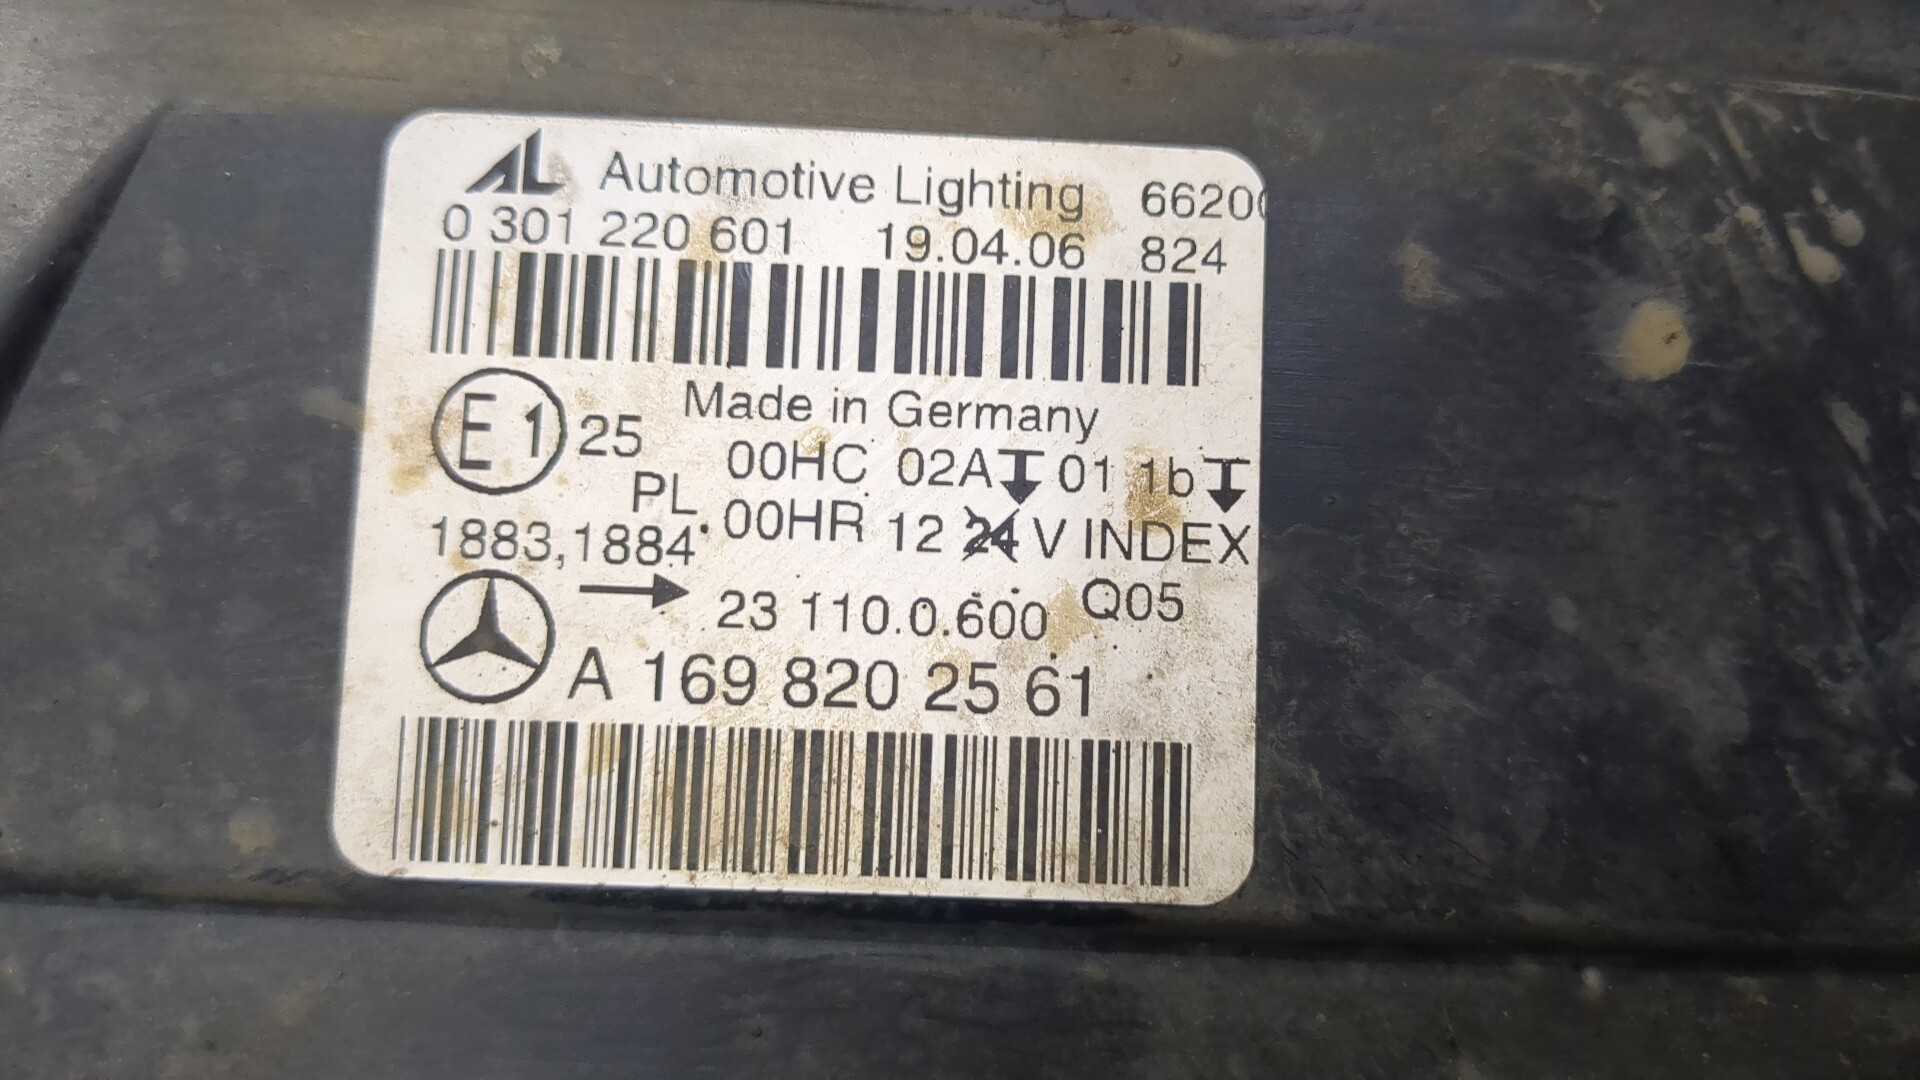 AL Automotive Lighting 6620
0 301 220 601 19.04.06 824
Made in Germany
E1 25 00HC 02A 01 1b
PL 00HR 12 24 V INDEX
1883,1884
→ 23 110.0.600 Q05
A 169 820 25 61